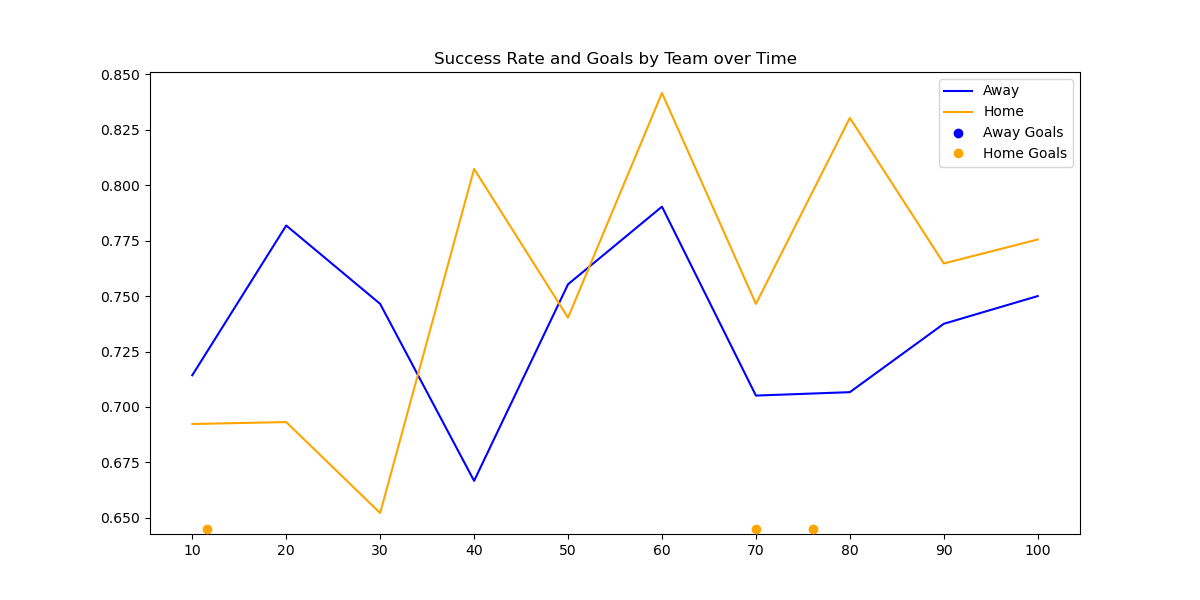 Success Rate and Goals by Team over Time
0.850
0.825
0.800
0.775
0.750
0.725
0.700
0.675
0.650
Away
Home
Away Goals
Home Goals
10 20 30 40 50 60 70 80 90 100